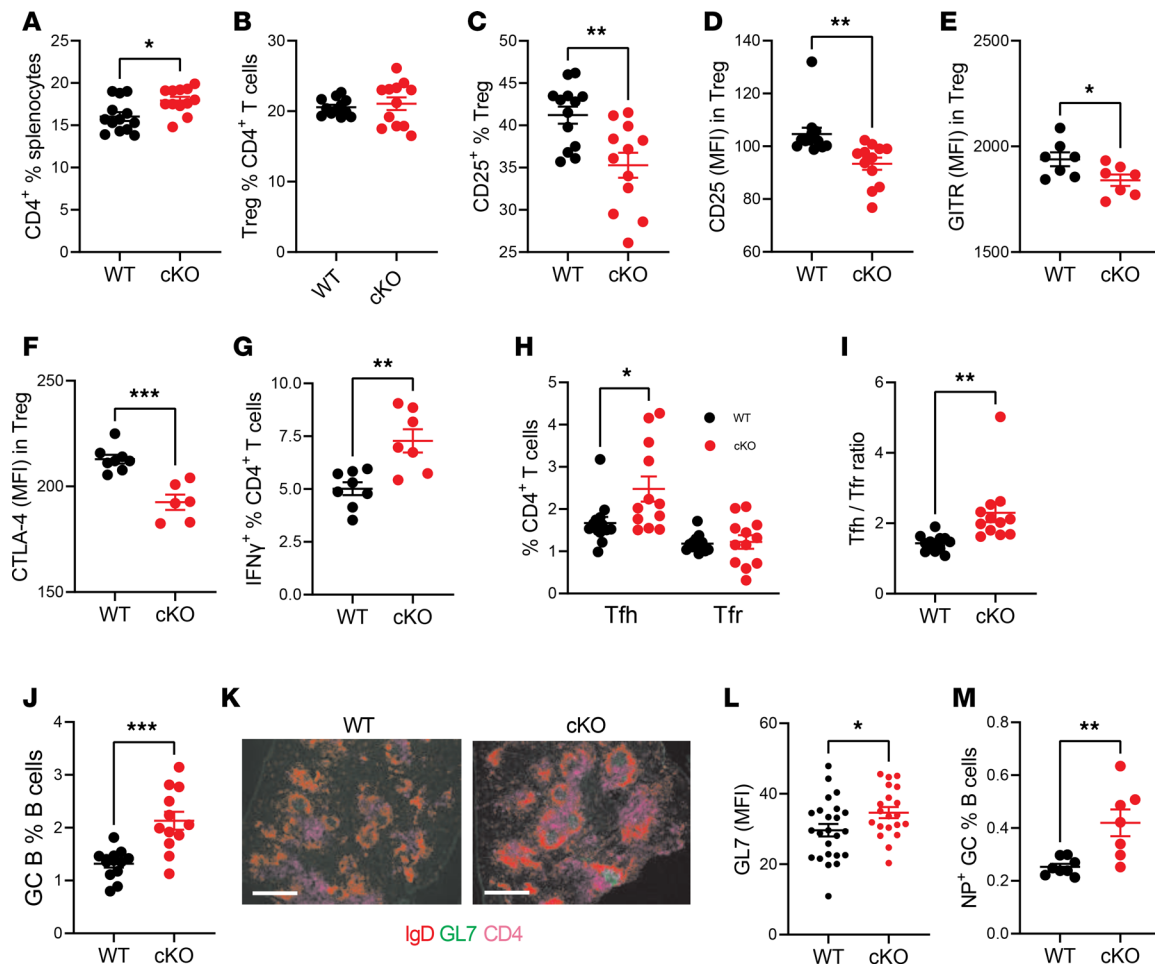 A
CD4+ % splenocytes
25
20
15
10
5
0
*
WT cKO
B
Treg % CD4+ T cells
30
20
10
0
WT cKO
C
CD25+ % Treg
45
40
35
30
25
**
WT cKO
D
CD25 (MFI) in Treg
140
120
100
80
60
**
WT cKO
E
GITR (MFI) in Treg
2500
2000
1500
*
WT cKO
F
CTLA-4 (MFI) in Treg
250
200
150
***
WT cKO
G
IFNγ+ % CD4+ T cells
10.0
7.5
5.0
2.5
0.0
**
WT cKO
H
% CD4+ T cells
5
4
3
2
1
0
*
WT
cKO
Tfh Tfr
I
Tfh / Tfr ratio
6
4
2
0
**
WT cKO
J
GC B % B cells
4
3
2
1
0
***
WT cKO
K
WT cKO
IgD GL7 CD4
L
GL7 (MFI)
60
40
20
0
*
WT cKO
M
NP+ GC % B cells
0.8
0.6
0.4
0.2
0.0
**
WT cKO